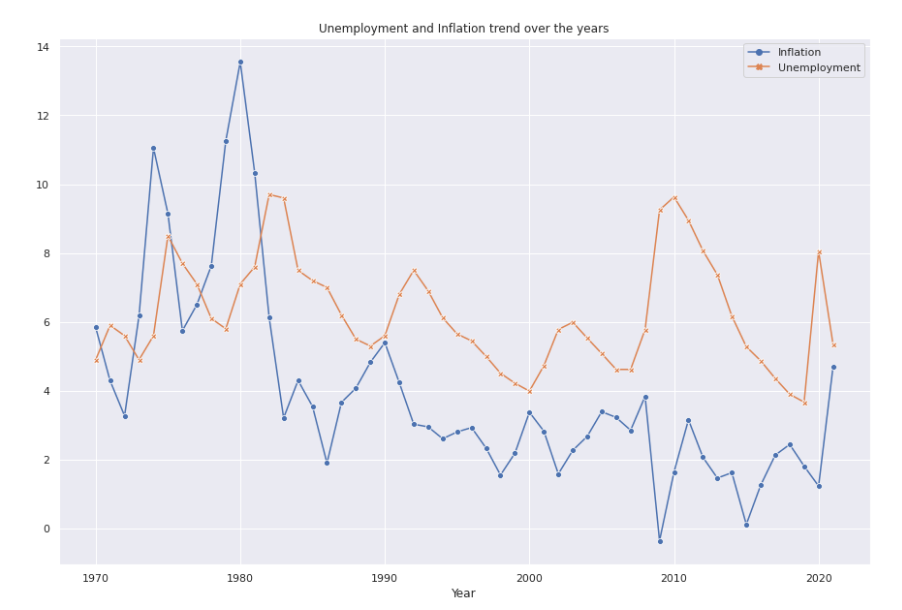 Unemployment and Inflation trend over the years
Inflation
Unemployment
14
12
10
8
6
4
2
0
1970 1980 1990 2000 2010 2020
Year